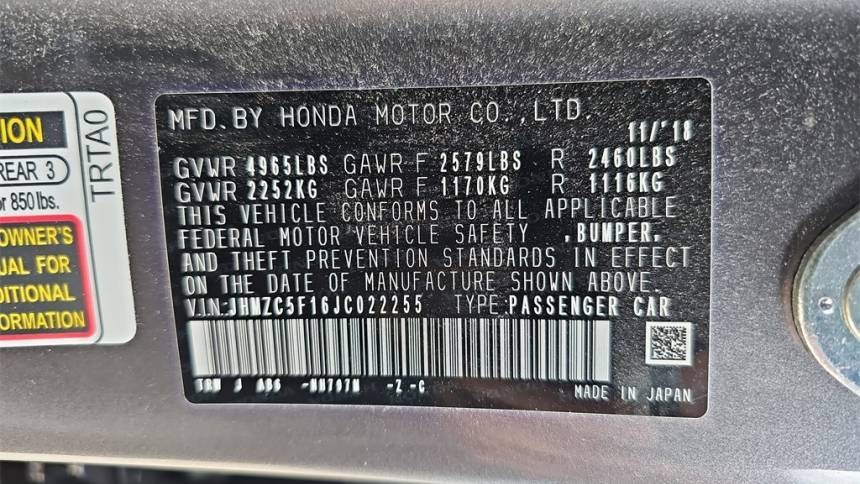 ION
REAR 3
r 850lbs.
OWNER'S
UAL FOR
DITIONAL
FORMATION
TRTA0
MFD. BY HONDA MOTOR CO., LTD.
11/'18
GVWR 4965LBS GAWR F 2579LBS R 2460LBS
GVWR 2252KG GAWR F 1170KG R 1116KG
THIS VEHICLE CONFORMS TO ALL APPLICABLE
FEDERAL MOTOR VEHICLE SAFETY ,BUMPER,
AND THEFT PREVENTION STANDARDS IN EFFECT
ON THE DATE OF MANUFACTURE SHOWN ABOVE.
V.I.N:JHMZC5F16JC022255 TYPE:PASSENGER CAR
MADE IN JAPAN